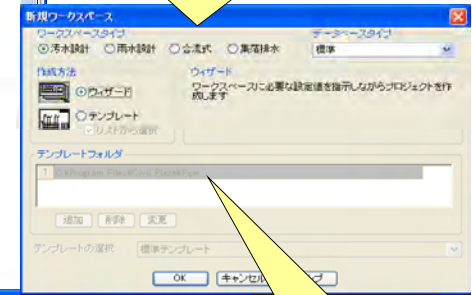 新規ワークスペース
ワークスペースタイプ
汚水設計 雨水設計 合流式 集落排水
データベースタイプ
標準
作成方法
ウィザード
テンプレート
リストから選択
ウィザード
ワークスペースに必要な設定値を指示しながらプロジェクトを作成します
テンプレートフォルダ
1 C:¥Program Files¥
追加 削除 変更
テンプレートの選択 標準テンプレート
OK キャンセル